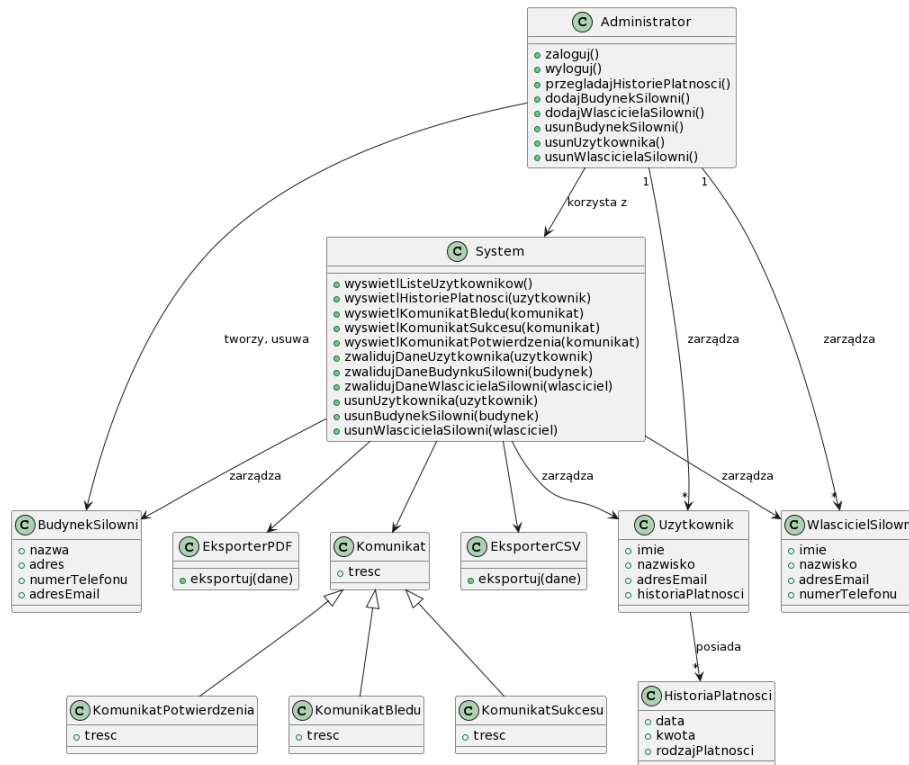 C Administrator
zaloguj()
wyloguj()
przegladajHistoriePlatnosci()
dodajBudynekSilowni()
dodajWlascicielaSilowni()
usunBudynekSilowni()
usunUzytkownika()
usunWlascicielaSilowni()
1
1
korzysta z
C System
wyswietlListeUzytkownikow()
wyswietlHistoriePlatnosci(uzytkownik)
wyswietlKomunikatBledu(komunikat)
wyswietlKomunikatSukcesu(komunikat)
wyswietlKomunikatPotwierdzenia(komunikat)
zwalidujDaneUzytkownika(uzytkownik)
zwalidujDaneBudynkuSilowni(budynek)
zwalidujDaneWlascicielaSilowni(wlasciciel)
usunUzytkownika(uzytkownik)
usunBudynekSilowni(budynek)
usunWlascicielaSilowni(wlasciciel)
tworzy, usuwa
zarządza
zarządza
zarządza
zarządza
zarządza
*
*
C BudynekSilowni
nazwa
adres
numerTelefonu
adresEmail
C EksporterPDF
eksportuj(dane)
C Komunikat
tresc
C EksporterCSV
eksportuj(dane)
C Uzytkownik
imie
nazwisko
adresEmail
historiaPlatnosci
C WlascicielSilown
imie
nazwisko
adresEmail
numerTelefonu
posiada
*
C KomunikatPotwierdzenia
tresc
C KomunikatBledu
tresc
C KomunikatSukcesu
tresc
C HistoriaPlatnosci
data
kwota
rodzajPlatnosci